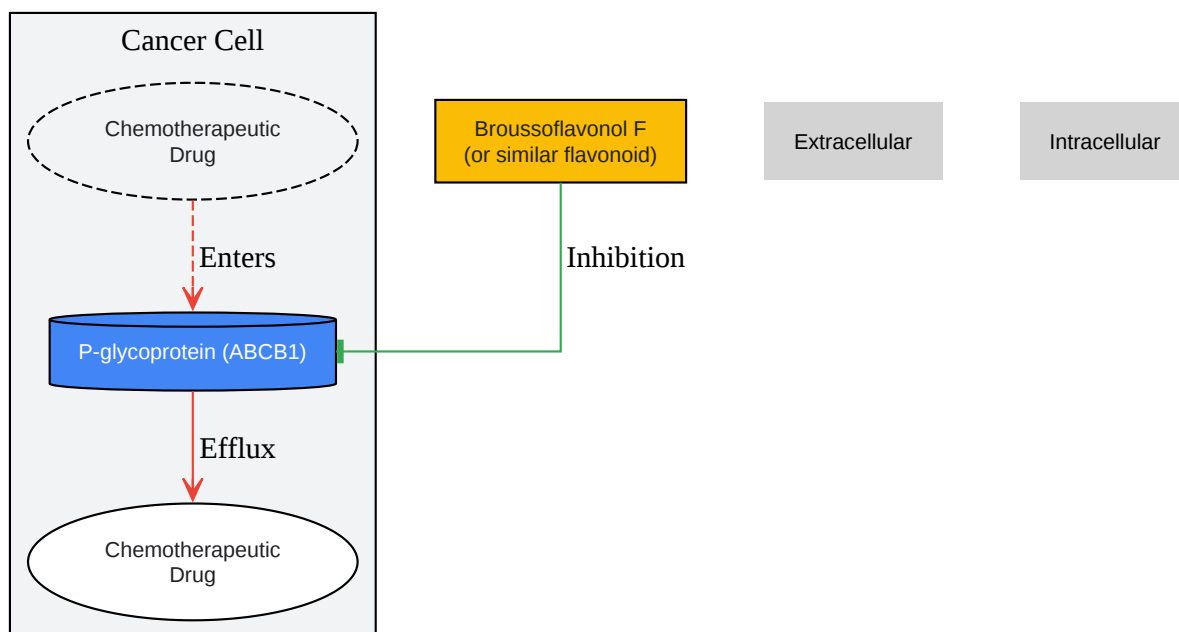 Cancer Cell
Chemotherapeutic
Drug
Broussoflavonol F
(or similar flavonoid)
Extracellular
Intracellular
Enters
Inhibition
P-glycoprotein (ABCB1)
Efflux
Chemotherapeutic
Drug